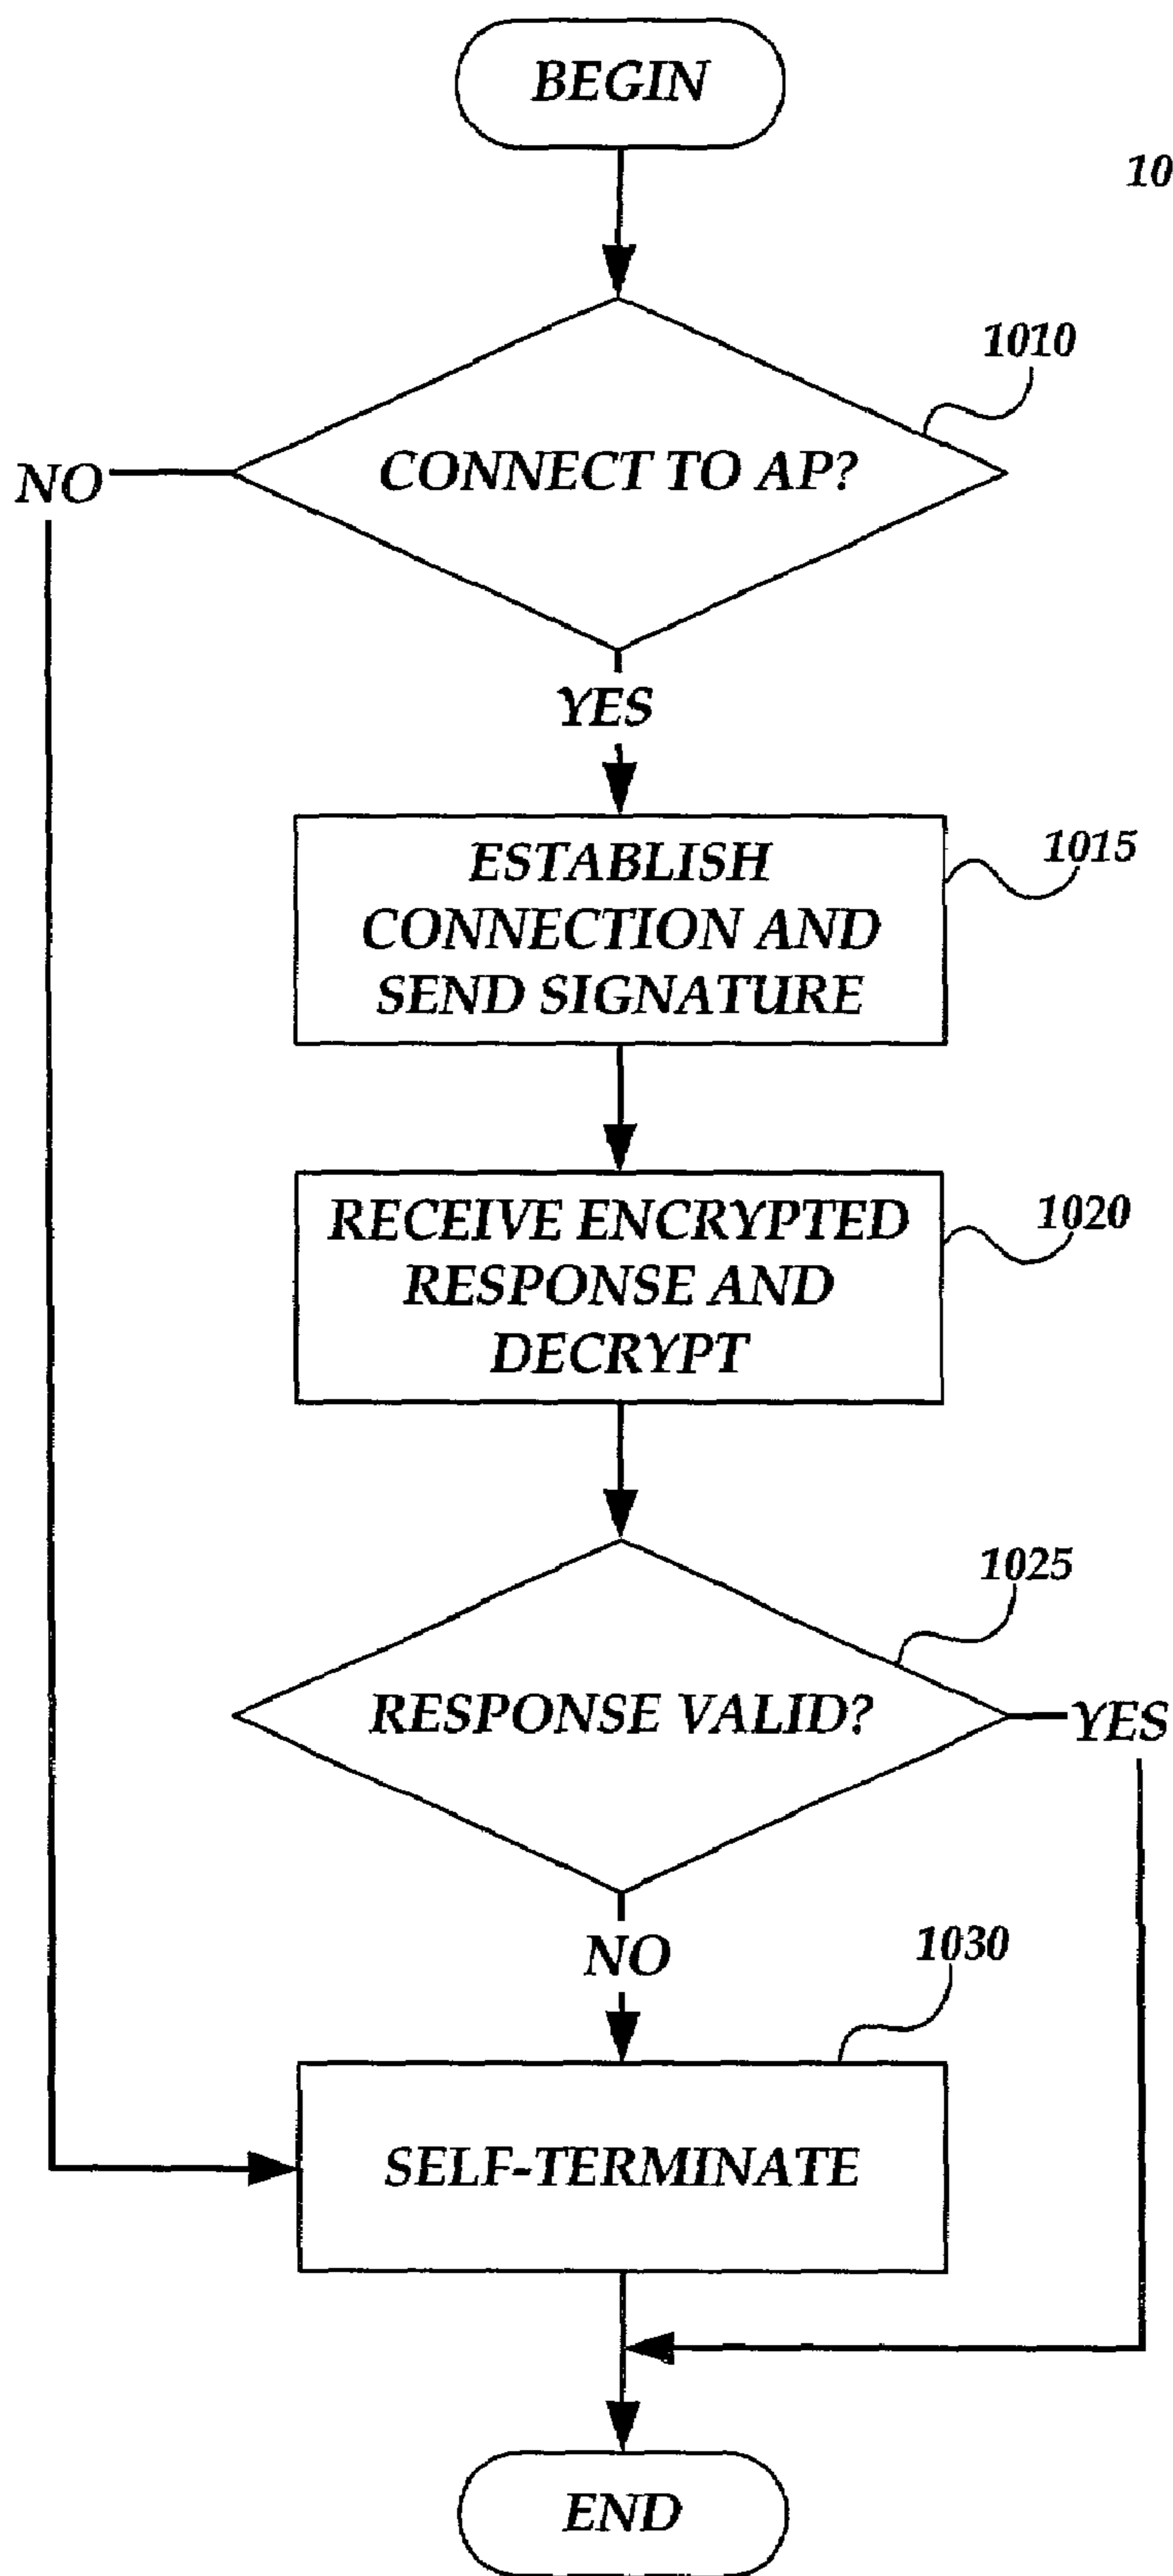 BEGIN
10
1010
CONNECT TO AP?
NO
YES
ESTABLISH
CONNECTION AND
SEND SIGNATURE
1015
RECEIVE ENCRYPTED
RESPONSE AND
DECRYPT
1020
1025
RESPONSE VALID?
YES
NO
1030
SELF-TERMINATE
END